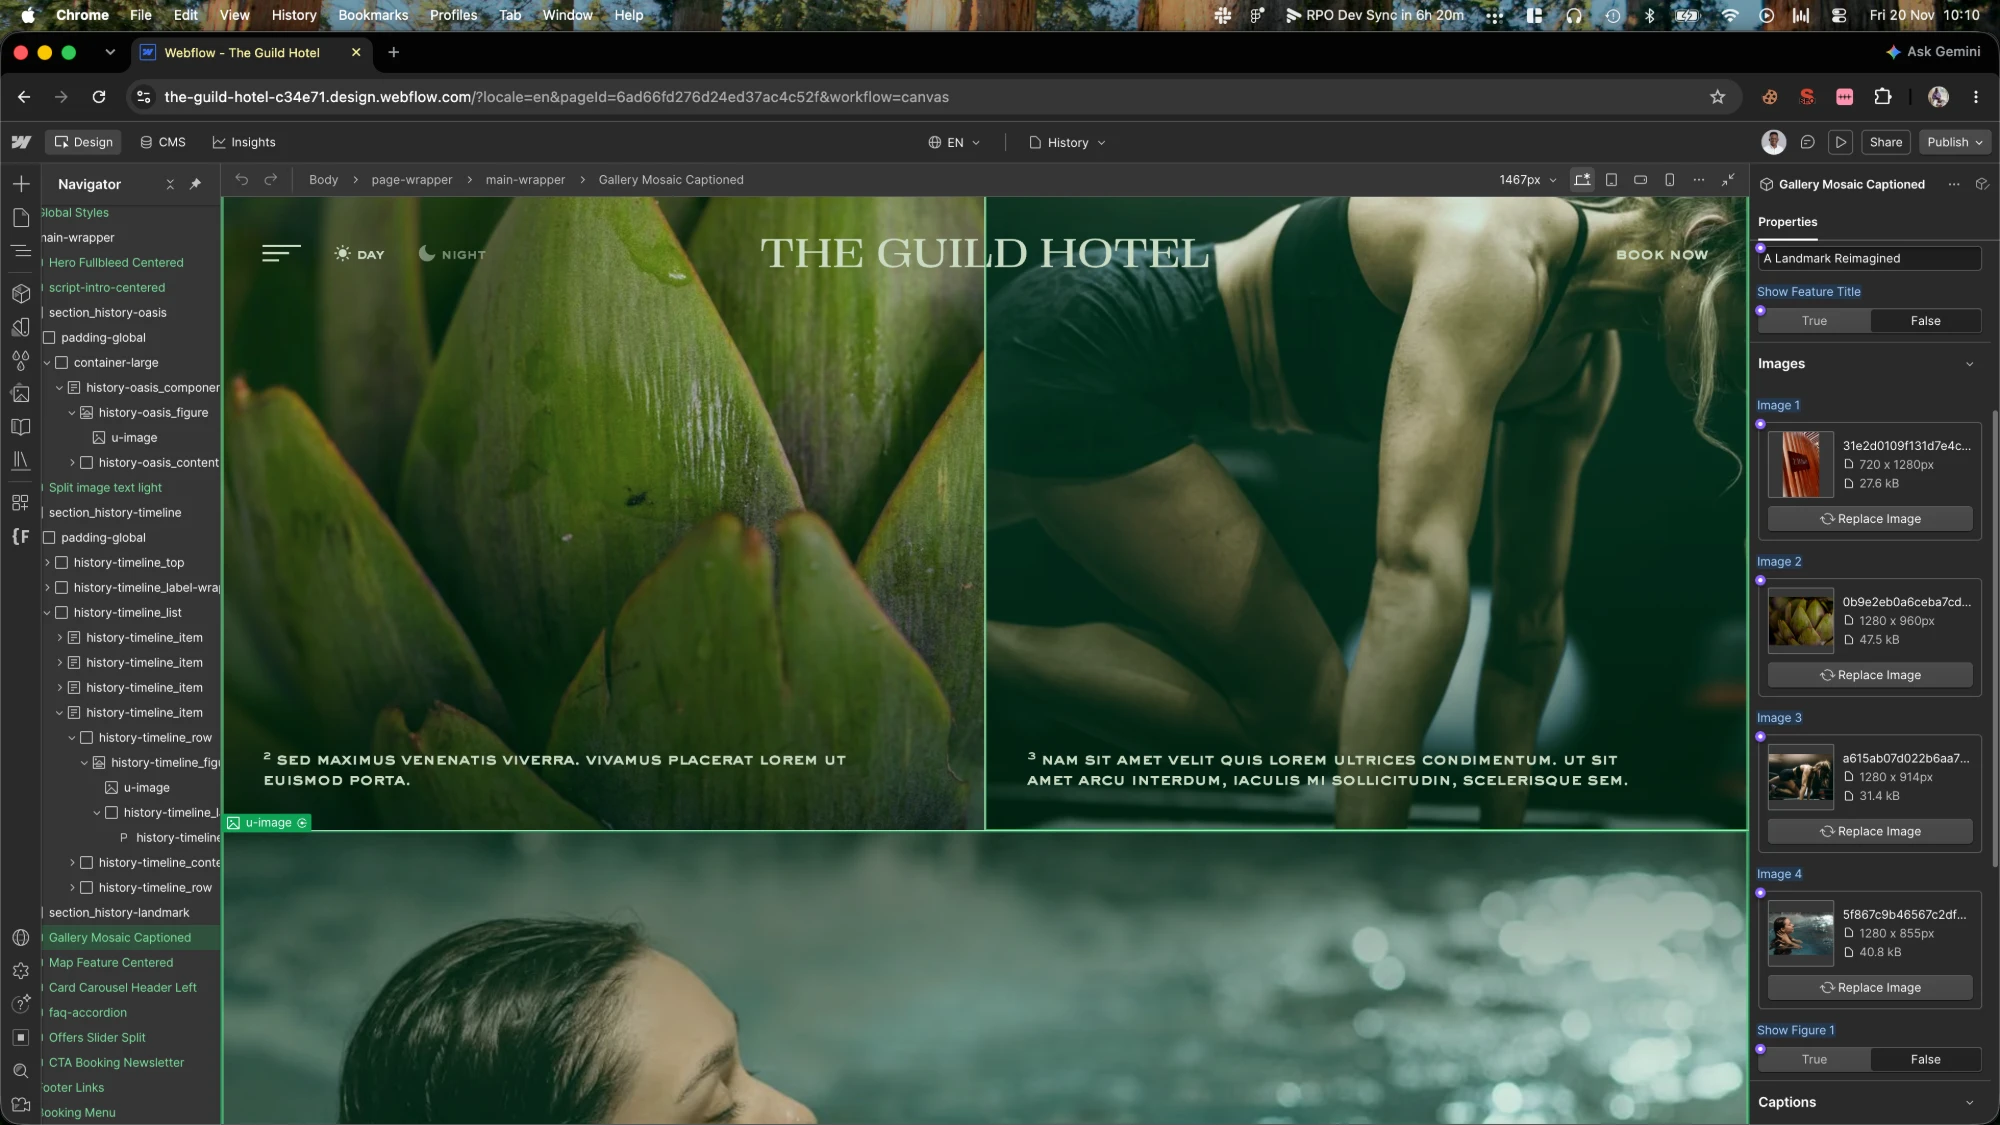 Chrome File Edit View History Bookmarks Profiles Tab Window Help
RPO Dev Sync in 6h 20m
Fri 20 Nov 10:10
Webflow - The Guild Hotel
Ask Gemini
the-guild-hotel-c34e71.design.webflow.com/?locale=en&pageId=6ad66fd276d24ed37ac4c52f&workflow=canvas
Design CMS Insights
EN
History
Share
Publish
Navigator
Body
page-wrapper
main-wrapper
Gallery Mosaic Captioned
1467px
Global Styles
main-wrapper
Hero Fullbleed Centered
script-intro-centered
section_history-oasis
padding-global
container-large
history-oasis_componen
history-oasis_figure
u-image
history-oasis_content
Split image text light
section_history-timeline
padding-global
history-timeline_top
history-timeline_label-wrap
history-timeline_list
history-timeline_item
history-timeline_item
history-timeline_item
history-timeline_item
history-timeline_row
history-timeline_figu
u-image
history-timeline_l
history-timeline
history-timeline_conte
history-timeline_row
section_history-landmark
Gallery Mosaic Captioned
Map Feature Centered
Card Carousel Header Left
faq-accordion
Offers Slider Split
CTA Booking Newsletter
Footer Links
Booking Menu
DAY
NIGHT
THE GUILD HOTEL
BOOK NOW
² SED MAXIMUS VENENATIS VIVERRA. VIVAMUS PLACERAT LOREM UT
EUISMOD PORTA.
³ NAM SIT AMET VELIT QUIS LOREM ULTRICES CONDIMENTUM. UT SIT
AMET ARCU INTERDUM, IACULIS MI SOLLICITUDIN, SCELERISQUE SEM.
u-image
Gallery Mosaic Captioned
Properties
A Landmark Reimagined
Show Feature Title
True False
Images
Image 1
31e2d0109f131d7e4c...
720 x 1280px
27.6 kB
Replace Image
Image 2
0b9e2eb0a6ceba7cd...
1280 x 960px
47.5 kB
Replace Image
Image 3
a615ab07d022b6aa7...
1280 x 914px
31.4 kB
Replace Image
Image 4
5f867c9b46567c2df...
1280 x 855px
40.8 kB
Replace Image
Show Figure 1
True False
Captions